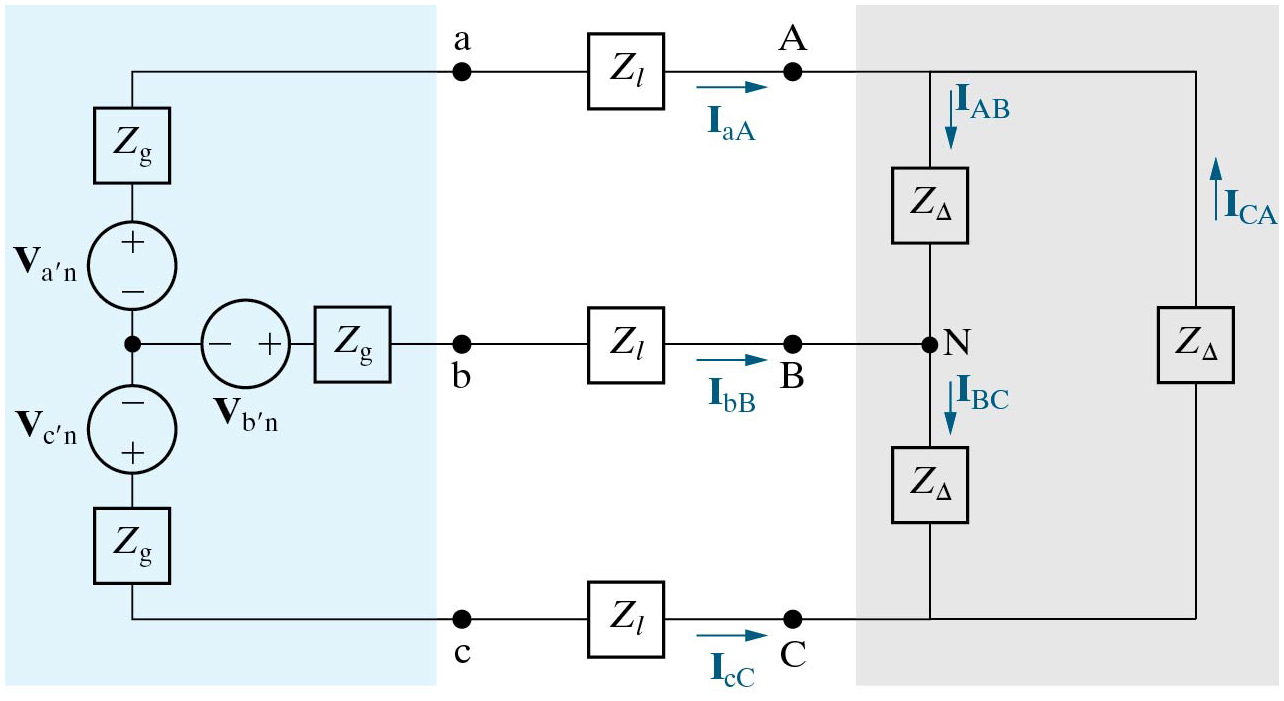 a
Z_l
A
I_aA
I_AB
Z_g
+
V_a′n
−
Z_Δ
I_CA
− +
Z_g
b
Z_l
B
N
Z_Δ
V_b′n
I_bB
I_BC
−
V_c′n
+
Z_Δ
Z_g
c
Z_l
C
I_cC